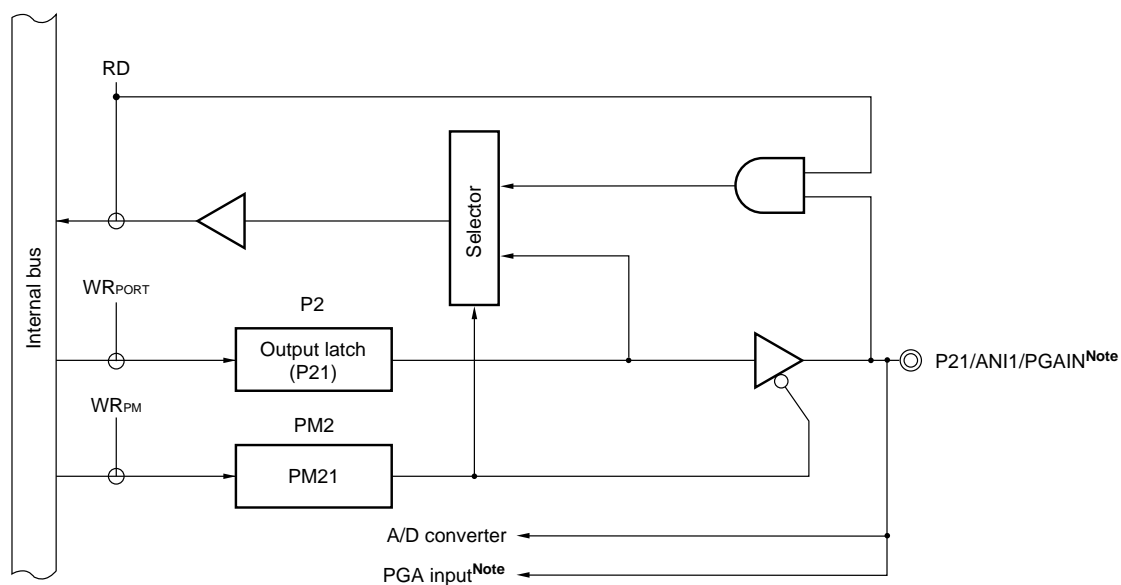 RD
Internal bus
Selector
WRPORT
P2
Output latch
(P21)
P21/ANI1/PGAINNote
WRPM
PM2
PM21
A/D converter
PGA inputNote